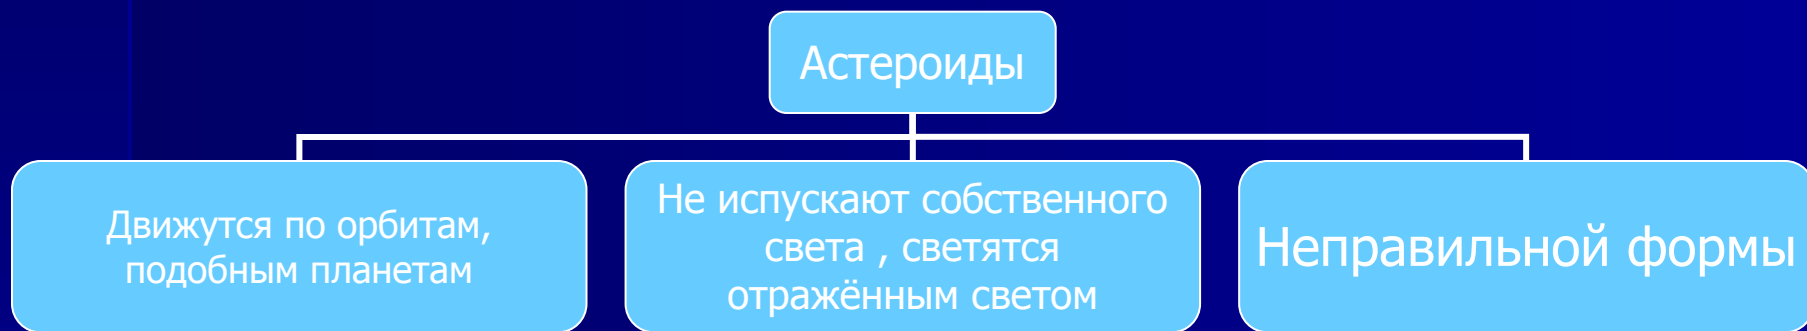 Астероиды
Движутся по орбитам,
подобным планетам
Не испускают собственного
света , светятся
отражённым светом
Неправильной формы